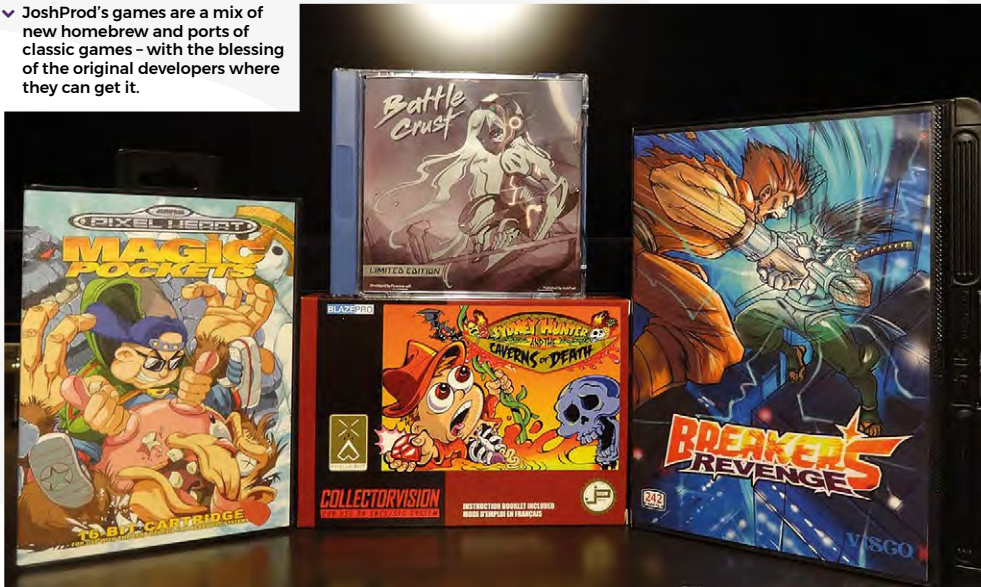 JoshProd's games are a mix of
new homebrew and ports of
classic games – with the blessing
of the original developers where
they can get it.
Battle
Crust
LIMITED EDITION
PIXEL HEART
MAGIC
POCKETS
16-BIT CARTRIDGE
BLAZEPRO
SYDNEY HUNTER
AND THE
CAVERNS OF DEATH
COLLECTORVISION
INSTRUCTION BOOKLET INCLUDED
MODE D'EMPLOI EN FRANÇAIS
BREAKERS
REVENGE
242
VISCO